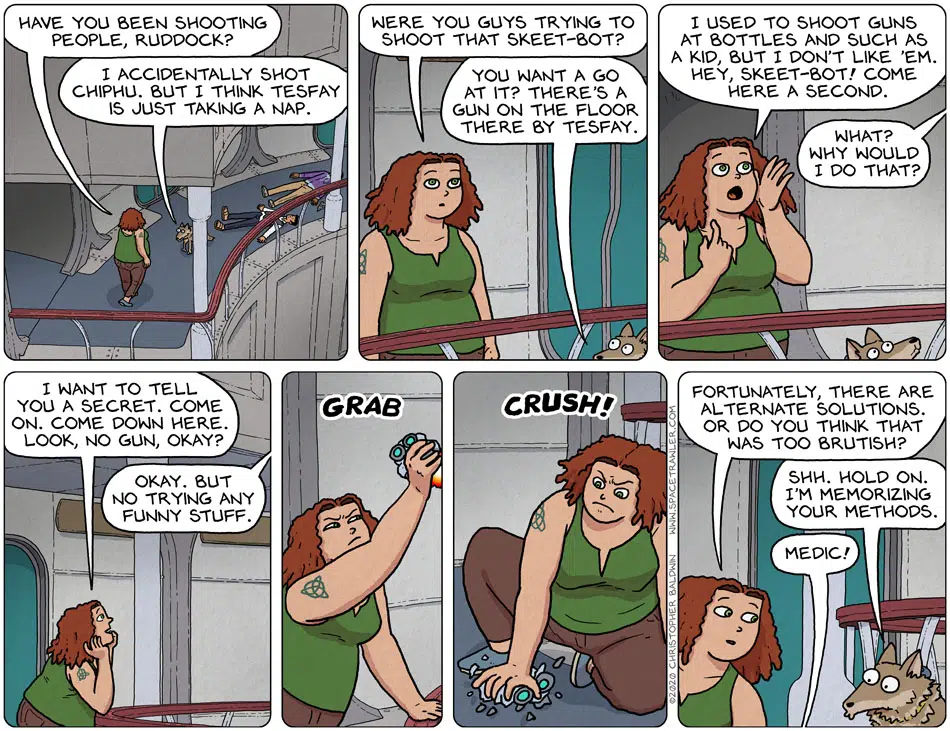 HAVE YOU BEEN SHOOTING
PEOPLE, RUDDOCK?
I ACCIDENTALLY SHOT
CHIPHU. BUT I THINK TESFAY
IS JUST TAKING A NAP.
WERE YOU GUYS TRYING TO
SHOOT THAT SKEET-BOT?
YOU WANT A GO
AT IT? THERE'S A
GUN ON THE FLOOR
THERE BY TESFAY.
I USED TO SHOOT GUNS
AT BOTTLES AND SUCH AS
A KID, BUT I DON'T LIKE 'EM.
HEY, SKEET-BOT! COME
HERE A SECOND.
WHAT?
WHY WOULD
I DO THAT?
I WANT TO TELL
YOU A SECRET. COME
ON. COME DOWN HERE.
LOOK, NO GUN, OKAY?
OKAY. BUT
NO TRYING ANY
FUNNY STUFF.
GRAB
CRUSH!
©2020 CHRISTOPHER BALDWIN WWW.SPACETRAWLER.COM
FORTUNATELY, THERE ARE
ALTERNATE SOLUTIONS.
OR DO YOU THINK THAT
WAS TOO BRUTISH?
SHH. HOLD ON.
I'M MEMORIZING
YOUR METHODS.
MEDIC!